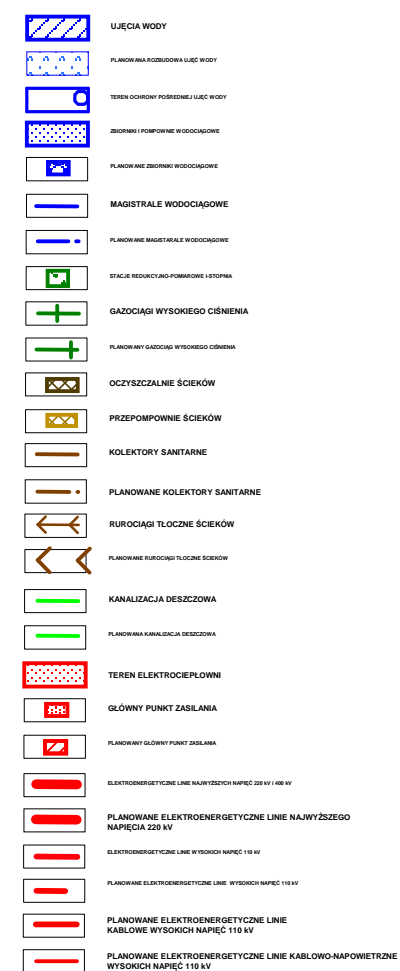 UJĘCIA WODY
PLANOWANA ROZBUDOWA UJĘĆ WODY
TEREN OCHRONY POŚREDNIEJ UJĘĆ WODY
ZBIORNIKI I POMPOWNIE WODOCIĄGOWE
PLANOWANE ZBIORNIKI WODOCIĄGOWE
MAGISTRALE WODOCIĄGOWE
PLANOWANE MAGISTARALE WODOCIĄGOWE
STACJE REDUKCYJNO-POMIAROWE I-STOPNIA
GAZOCIĄGI WYSOKIEGO CIŚNIENIA
PLANOWANY GAZOCIĄG WYSOKIEGO CIŚNIENIA
OCZYSZCZALNIE ŚCIEKÓW
PRZEPOMPOWNIE ŚCIEKÓW
KOLEKTORY SANITARNE
PLANOWANE KOLEKTORY SANITARNE
RUROCIĄGI TŁOCZNE ŚCIEKÓW
PLANOWANE RUROCIĄGI TŁOCZNE ŚCIEKÓW
KANALIZACJA DESZCZOWA
PLANOWANA KANALIZACJA DESZCZOWA
TEREN ELEKTROCIEPŁOWNI
GŁÓWNY PUNKT ZASILANIA
PLANOWANY GŁÓWNY PUNKT ZASILANIA
ELEKTROENERGETYCZNE LINIE NAJWYŻSZYCH NAPIĘĆ 220 kV i 400 kV
PLANOWANE ELEKTROENERGETYCZNE LINIE NAJWYŻSZEGO
NAPIĘCIA 220 kV
ELEKTROENERGETYCZNE LINIE WYSOKICH NAPIĘĆ 110 kV
PLANOWANE ELEKTROENERGETYCZNE LINIE WYSOKICH NAPIĘĆ 110 kV
PLANOWANE ELEKTROENERGETYCZNE LINIE
KABLOWE WYSOKICH NAPIĘĆ 110 kV
PLANOWANE ELEKTROENERGETYCZNE LINIE KABLOWO-NAPOWIETRZNE
WYSOKICH NAPIĘĆ 110 kV